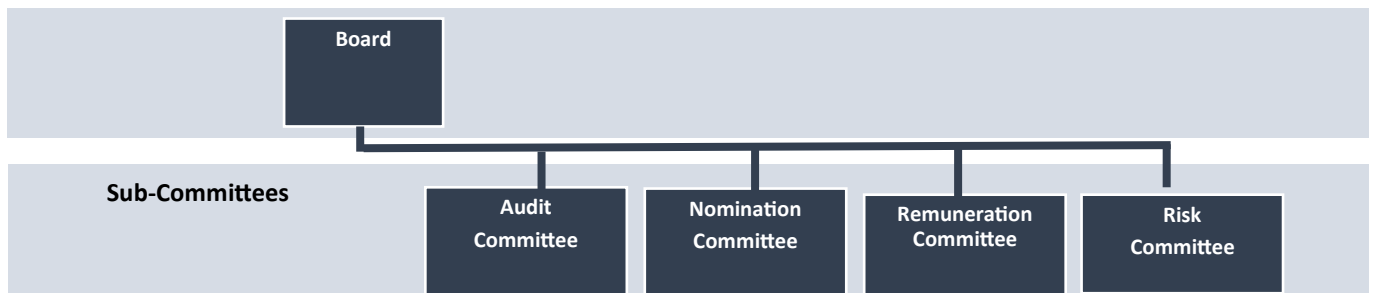 Board
Sub-Committees
Audit
Committee
Nomination
Committee
Remuneration
Committee
Risk
Committee